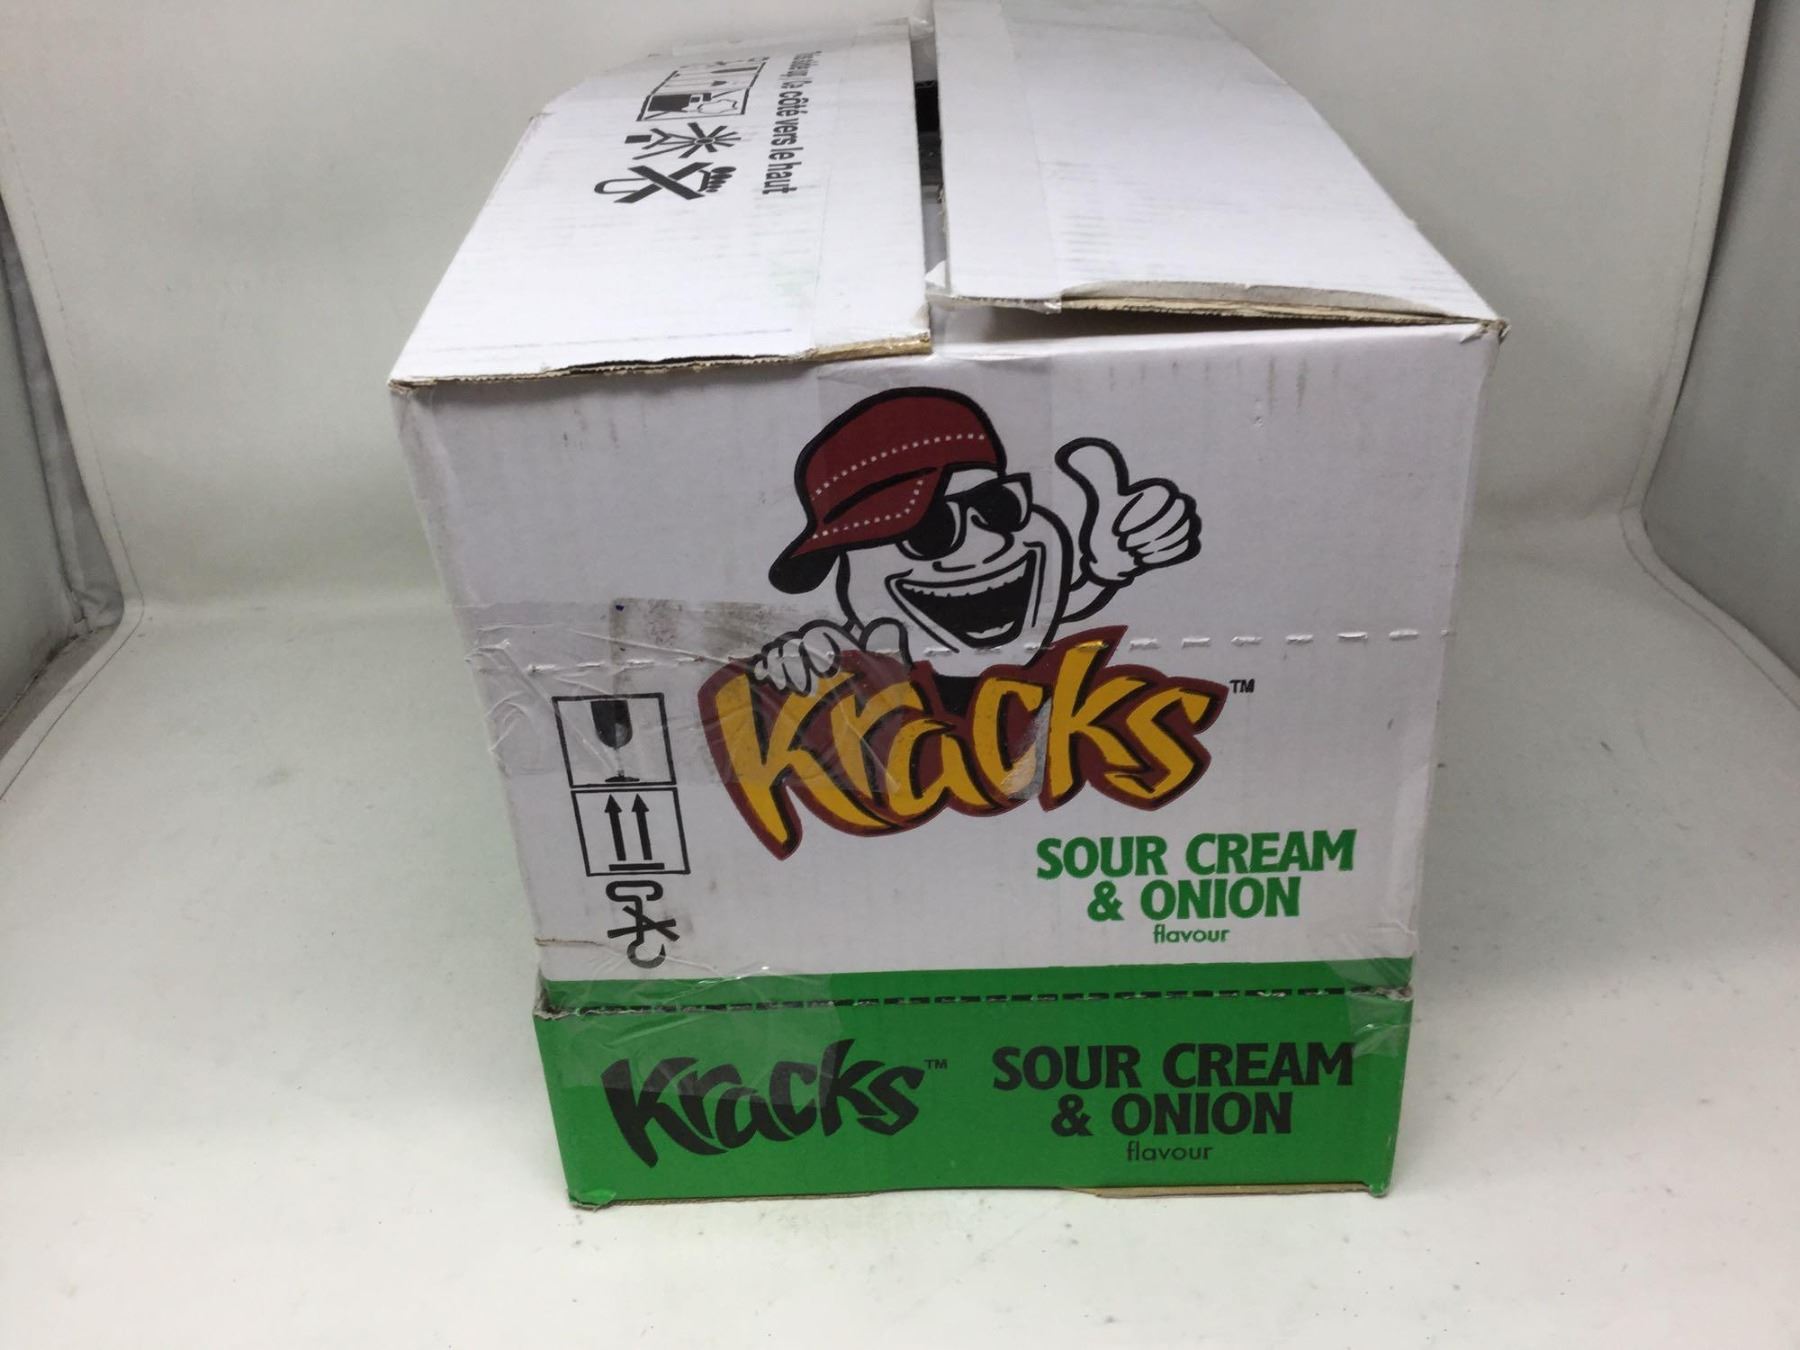 côté vers le haut
Kracks™
SOUR CREAM
& ONION
flavour
Kracks™
SOUR CREAM
& ONION
flavour